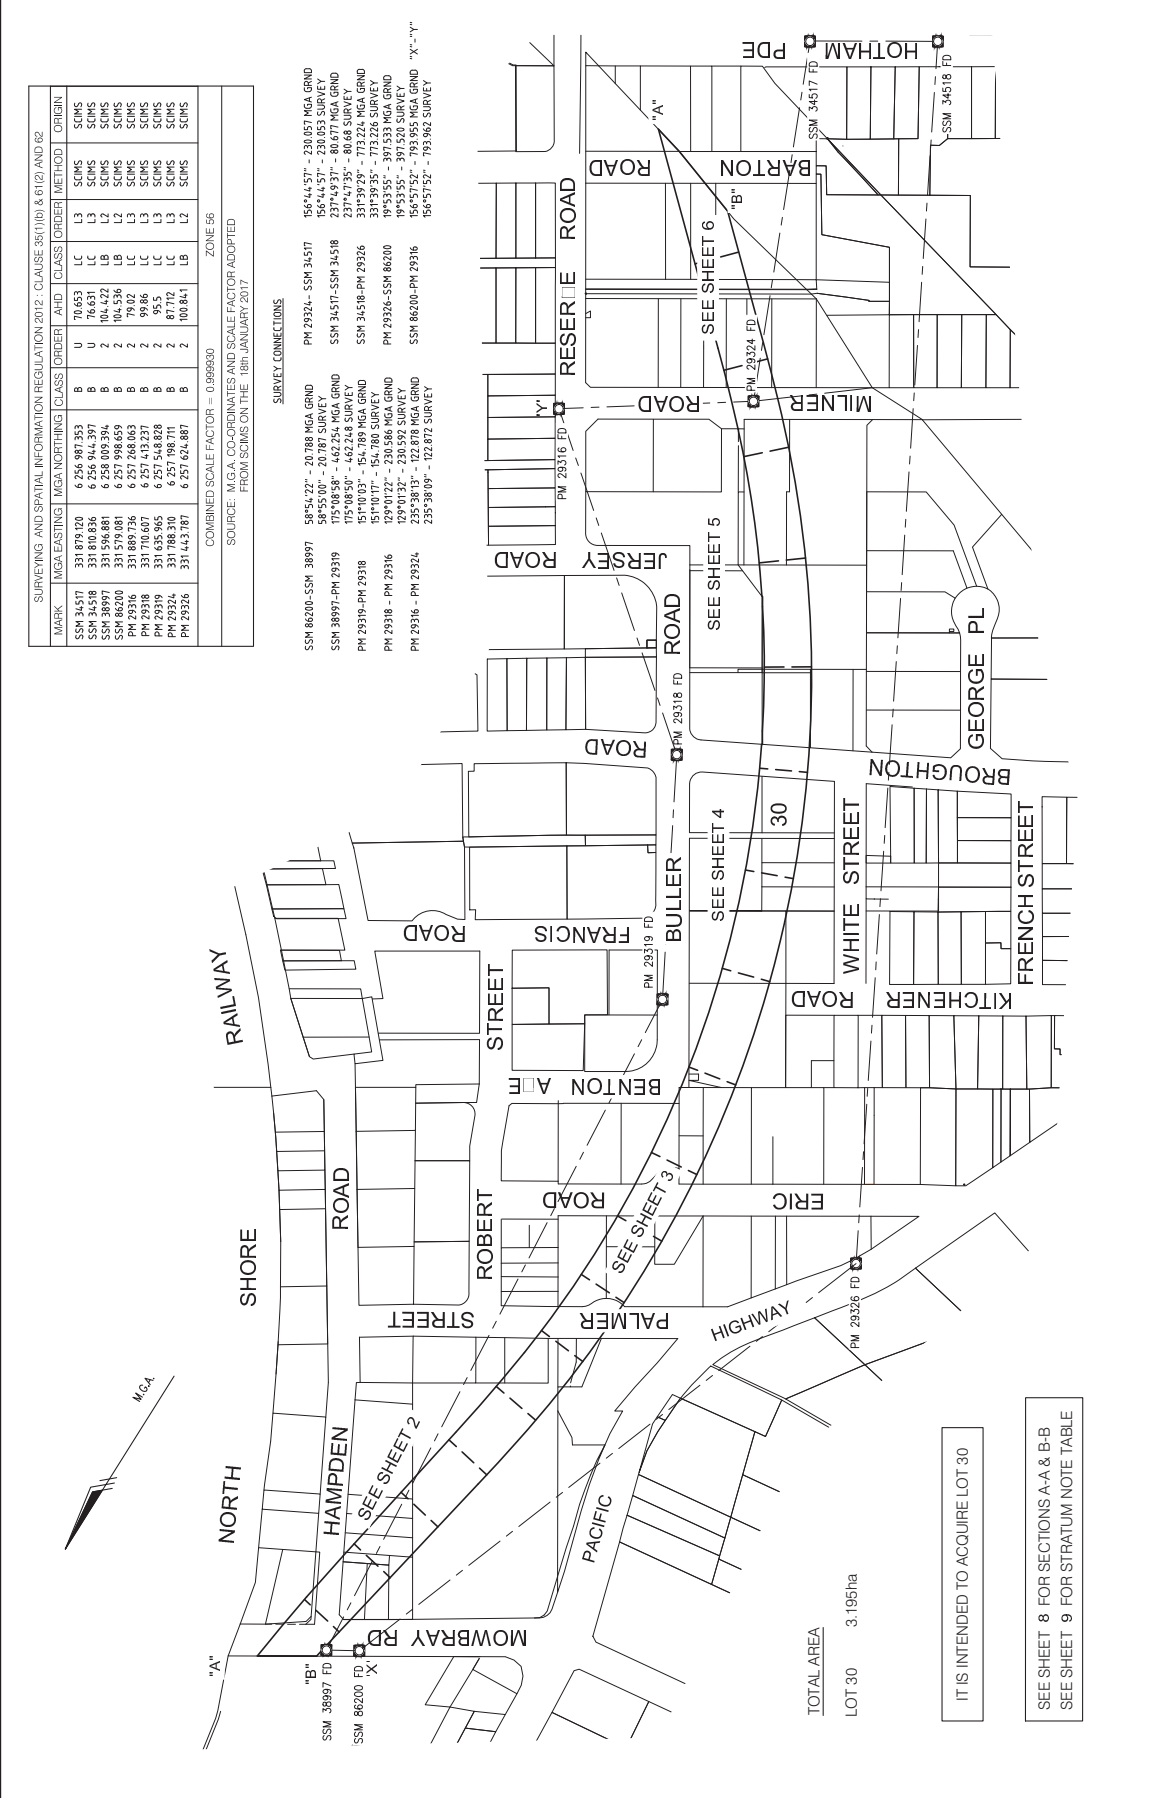 SURVEYING AND SPATIAL INFORMATION REGULATION 2012 : CLAUSE 35(1)(b) & 61(2) AND 62
MARK MGA EASTING MGA NORTHING CLASS ORDER AHD CLASS ORDER METHOD ORIGIN
SSM 34517 331 879.120 6 256 987.353 B U 70.653 LC L3 SCIMS SCIMS
SSM 34518 331 810.836 6 256 944.397 B U 76.631 LC L3 SCIMS SCIMS
SSM 38997 331 596.881 6 258 009.394 B 2 104.422 LB L2 SCIMS SCIMS
SSM 86200 331 579.081 6 257 998.659 B 2 104.536 LB L2 SCIMS SCIMS
PM 29316 331 889.736 6 257 268.063 B 2 79.02 LC L3 SCIMS SCIMS
PM 29318 331 710.607 6 257 413.237 B 2 99.86 LC L3 SCIMS SCIMS
PM 29319 331 635.965 6 257 548.828 B 2 95.5 LC L3 SCIMS SCIMS
PM 29324 331 788.310 6 257 198.711 B 2 87.712 LC L3 SCIMS SCIMS
PM 29326 331 443.787 6 257 624.887 B 2 100.841 LB L2 SCIMS SCIMS
COMBINED SCALE FACTOR = 0.999930 ZONE 56
SOURCE: M.G.A. CO-ORDINATES AND SCALE FACTOR ADOPTED
FROM SCIMS ON THE 18th JANUARY 2017
SURVEY CONNECTIONS
SSM 86200-SSM 38997 58°54'22" - 20.788 MGA GRND
58°55'00" - 20.787 SURVEY
SSM 38997-PM 29319 175°08'58" - 462.254 MGA GRND
175°08'50" - 462.248 SURVEY
PM 29319-PM 29318 151°10'03" - 154.789 MGA GRND
151°10'17" - 154.780 SURVEY
PM 29318 - PM 29316 129°01'22" - 230.586 MGA GRND
129°01'32" - 230.592 SURVEY
PM 29316 - PM 29324 235°38'13" - 122.878 MGA GRND
235°38'09" - 122.872 SURVEY
PM 29324- SSM 34517 156°44'57" - 230.057 MGA GRND
156°44'57" - 230.053 SURVEY
SSM 34517-SSM 34518 237°49'37" - 80.677 MGA GRND
237°47'35" - 80.68 SURVEY
SSM 34518-PM 29326 331°39'29" - 773.224 MGA GRND
331°39'35" - 773.226 SURVEY
PM 29326-SSM 86200 19°53'55" - 397.533 MGA GRND
19°53'55" - 397.520 SURVEY
SSM 86200-PM 29316 156°57'52" - 793.955 MGA GRND "X"-"Y"
156°57'52" - 793.962 SURVEY
M.G.A.
NORTH SHORE RAILWAY
HAMPDEN ROAD
ROBERT STREET
BULLER ROAD
RESER□E ROAD
"A"
"B"
SSM 38997 FD
SSM 86200 FD
'X'
MOWBRAY RD
SEE SHEET 2
PALMER STREET
SEE SHEET 3
ERIC ROAD
BENTON A□E
FRANCIS ROAD
PM 29319 FD
KITCHENER ROAD
SEE SHEET 4
30
WHITE STREET
FRENCH STREET
BROUGHTON ROAD
PM 29318 FD
GEORGE PL
SEE SHEET 5
JERSEY ROAD
PM 29316 FD
'Y'
MILNER ROAD
PM 29324 FD
SEE SHEET 6
BARTON ROAD
"A"
"B"
HOTHAM PDE
SSM 34517 FD
SSM 34518 FD
PACIFIC HIGHWAY
PM 29326 FD
TOTAL AREA
LOT 30 3.195ha
IT IS INTENDED TO ACQUIRE LOT 30
SEE SHEET 8 FOR SECTIONS A-A & B-B
SEE SHEET 9 FOR STRATUM NOTE TABLE